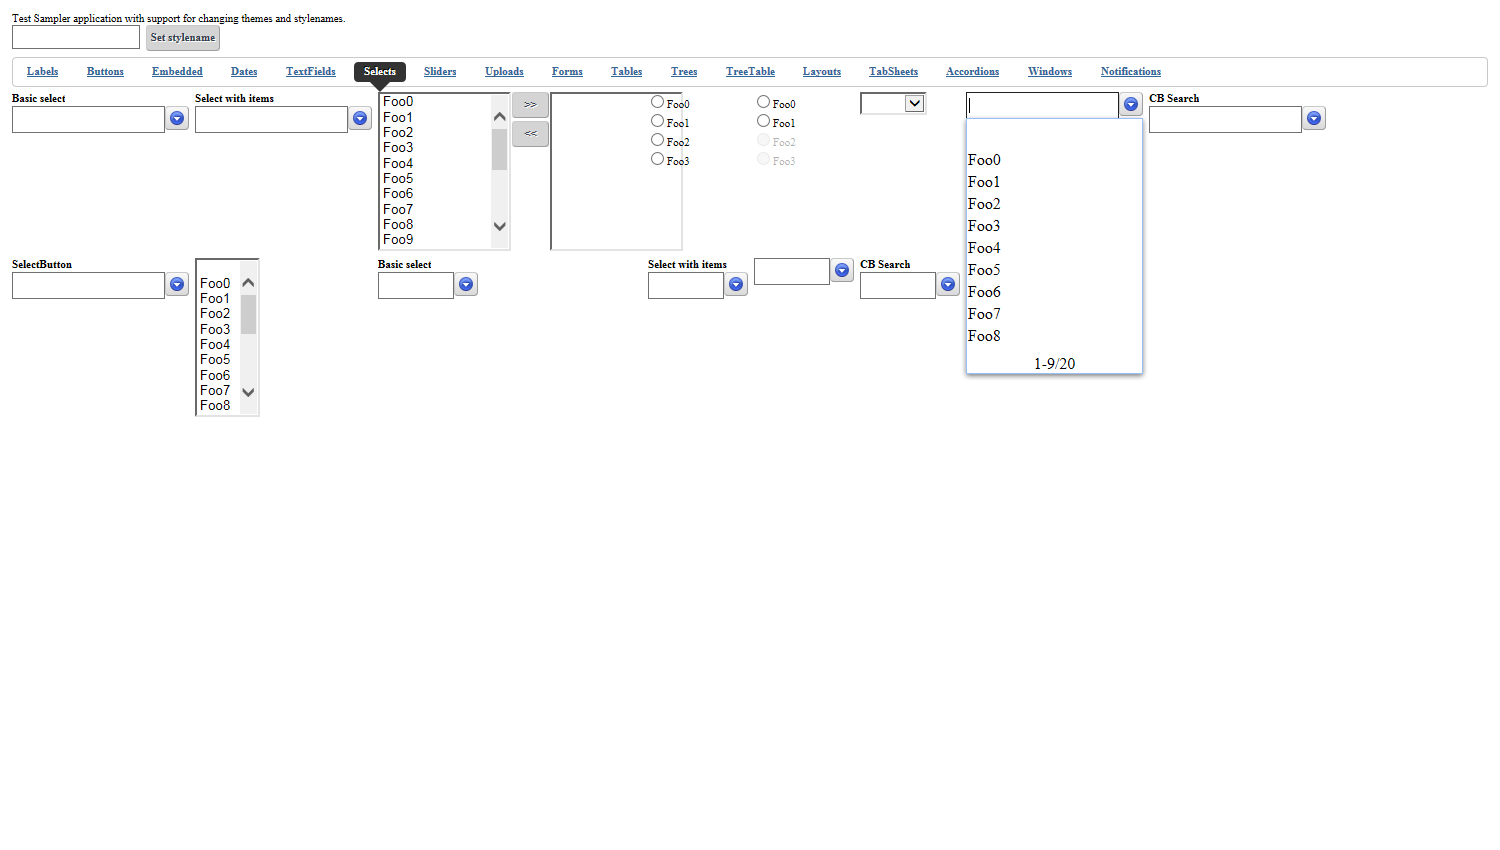 Test Sampler application with support for changing themes and stylenames.
Set stylename
Labels Buttons Embedded Dates TextFields Selects Sliders Uploads Forms Tables Trees TreeTable Layouts TabSheets Accordions Windows Notifications
Basic select
Select with items
Foo0
Foo1
Foo2
Foo3
Foo4
Foo5
Foo6
Foo7
Foo8
Foo9
>>
<<
Foo0
Foo1
Foo2
Foo3
Foo0
Foo1
Foo2
Foo3
CB Search
Foo0
Foo1
Foo2
Foo3
Foo4
Foo5
Foo6
Foo7
Foo8
1-9/20
SelectButton
Foo0
Foo1
Foo2
Foo3
Foo4
Foo5
Foo6
Foo7
Foo8
Basic select
Select with items
CB Search